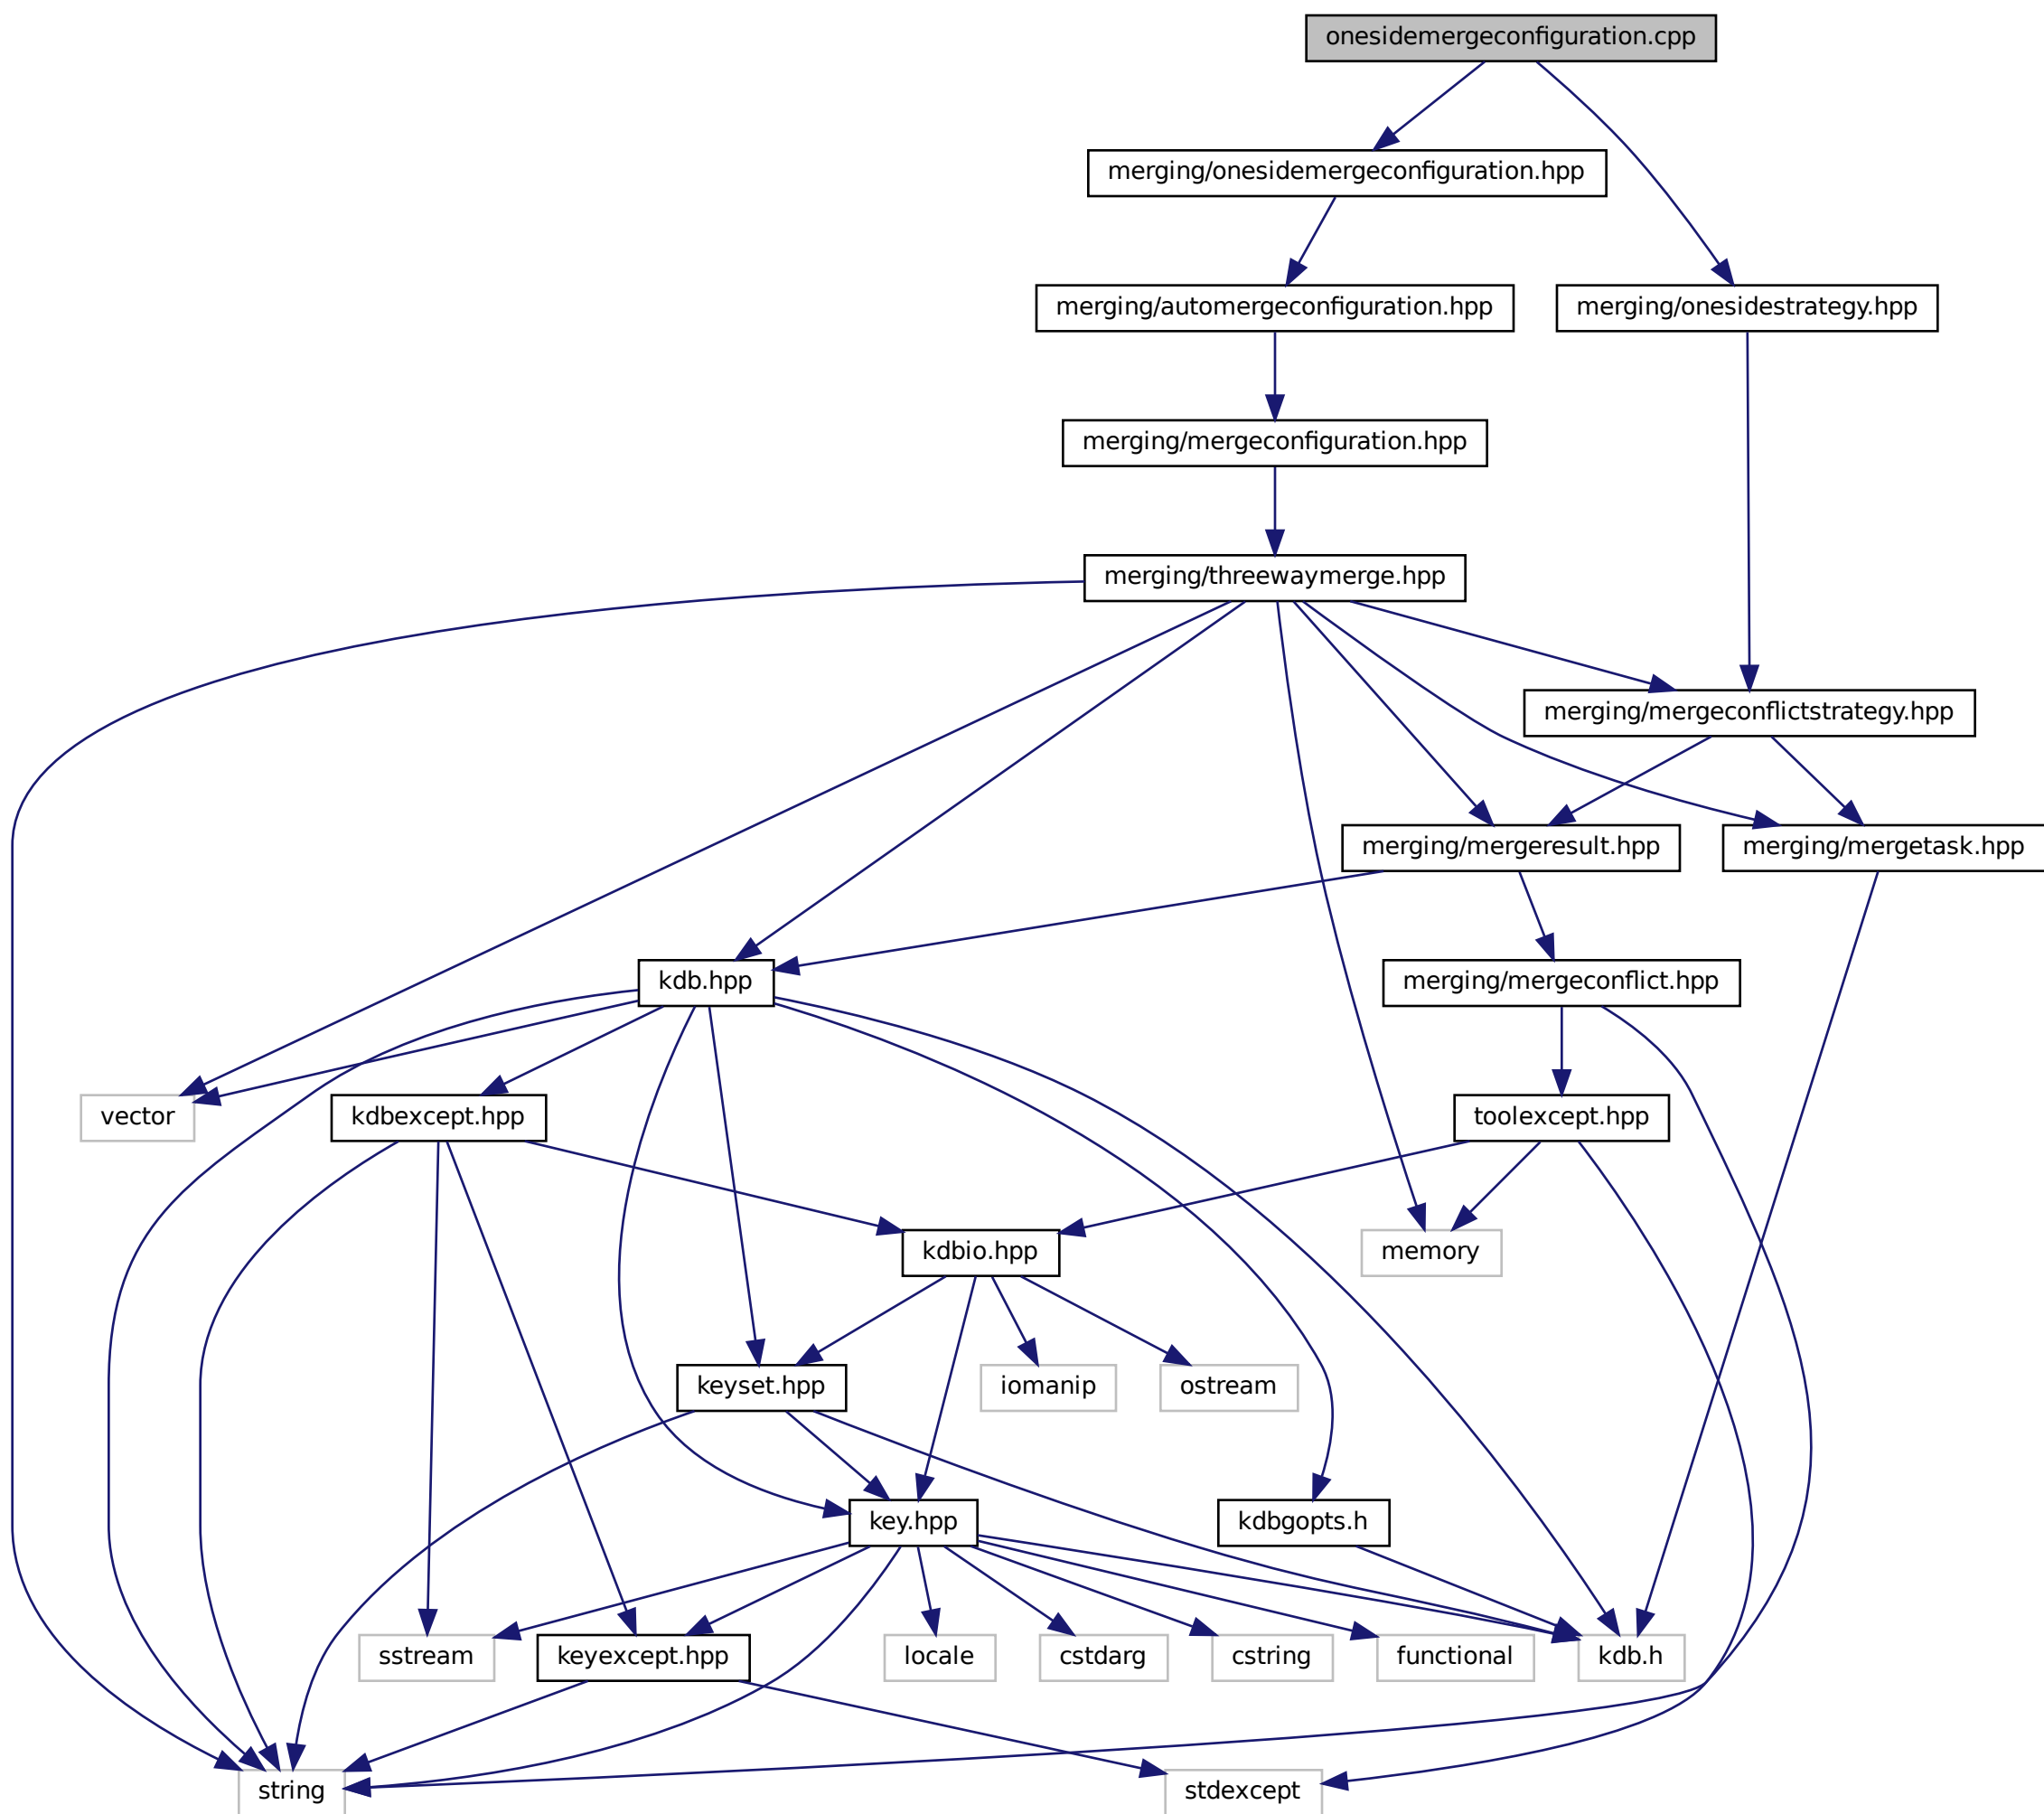 onesidemergeconfiguration.cpp
merging/onesidemergeconfiguration.hpp
merging/automergeconfiguration.hpp
merging/onesidestrategy.hpp
merging/mergeconfiguration.hpp
merging/threewaymerge.hpp
merging/mergeconflictstrategy.hpp
merging/mergeresult.hpp
merging/mergetask.hpp
kdb.hpp
merging/mergeconflict.hpp
vector
kdbexcept.hpp
toolexcept.hpp
kdbio.hpp
memory
keyset.hpp
iomanip
ostream
key.hpp
kdbgopts.h
sstream
keyexcept.hpp
locale
cstdarg
cstring
functional
kdb.h
string
stdexcept